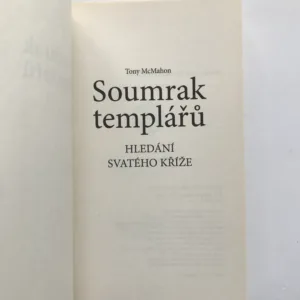 Tony McMahon
Soumrak
templářů
HLEDÁNÍ
SVATÉHO KŘÍŽE